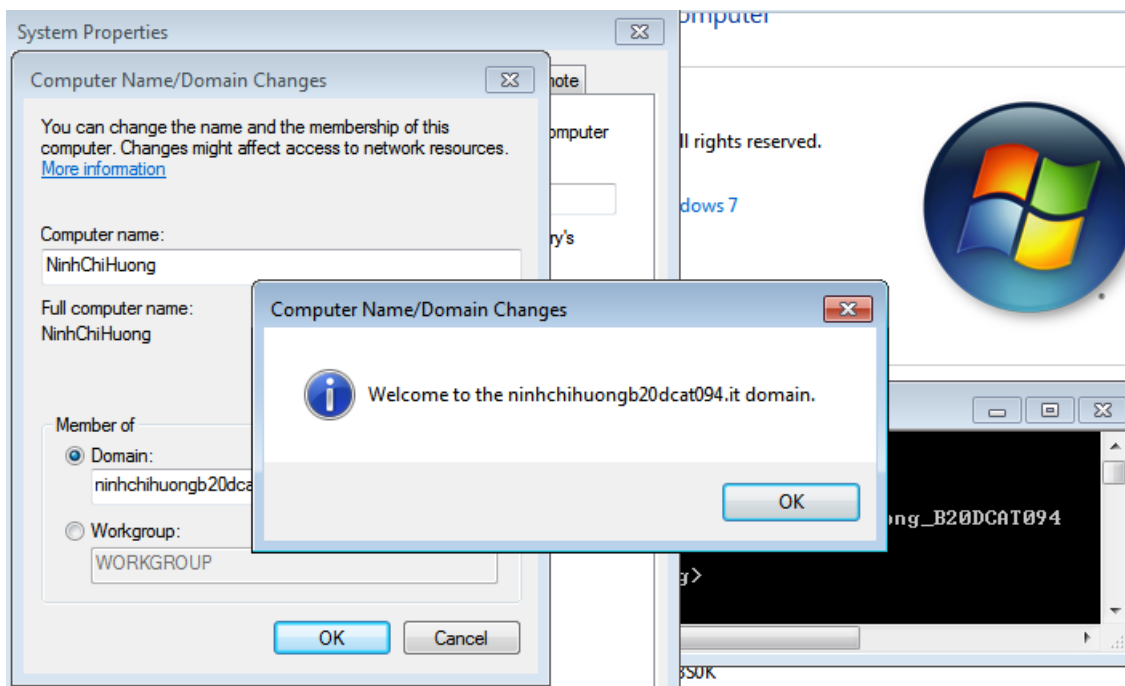 System Properties
omputer
Computer Name/Domain Changes
note
You can change the name and the membership of this
computer. Changes might affect access to network resources.
More information
omputer
ll rights reserved.
dows 7
Computer name:
NinhChiHuong
ry's
Full computer name:
NinhChiHuong
Computer Name/Domain Changes
Welcome to the ninhchihuongb20dcat094.it domain.
OK
Member of
Domain:
ninhchihuongb20dca
Workgroup:
WORKGROUP
ong_B20DCAT094
g>
OK
Cancel